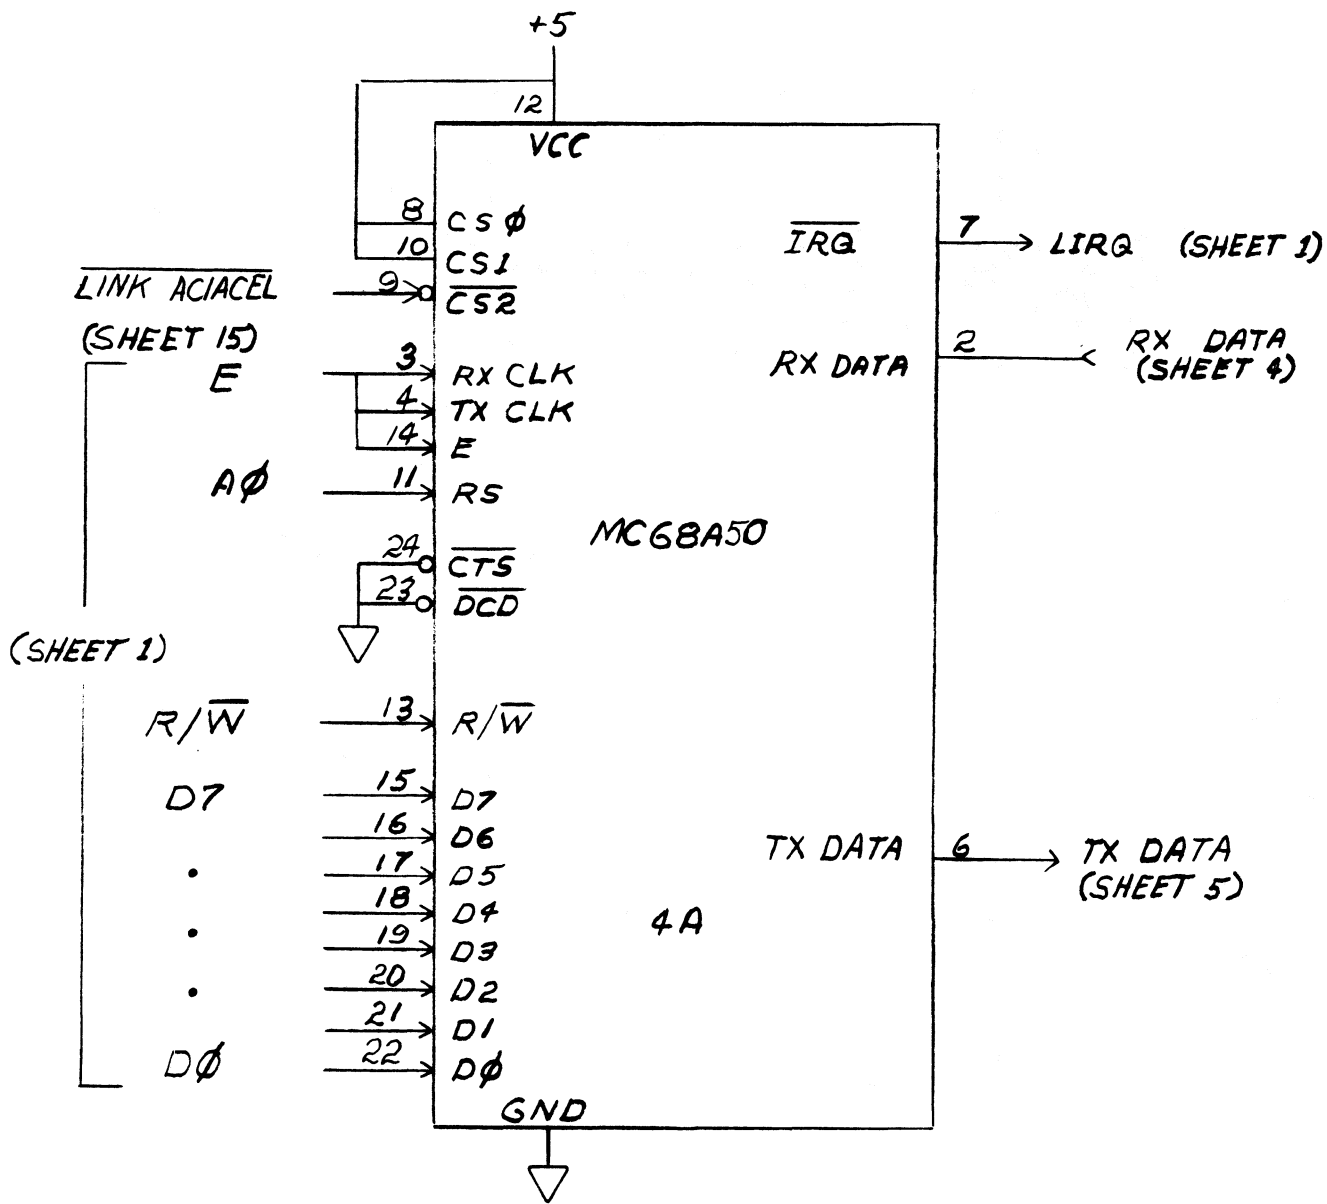 +5
12
VCC
8 CSØ
10 CS1
LINK ACIACEL 9 CS2
(SHEET 15)
E 3 RX CLK
4 TX CLK
14 E
AØ 11 RS
24 CTS
23 DCD
(SHEET 1)
R/W 13 R/W
D7 15 D7
16 D6
17 D5
18 D4
19 D3
20 D2
21 D1
DØ 22 DØ
GND
MC68A50
4A
IRQ 7 LIRQ (SHEET 1)
RX DATA 2 RX DATA
(SHEET 4)
TX DATA 6 TX DATA
(SHEET 5)